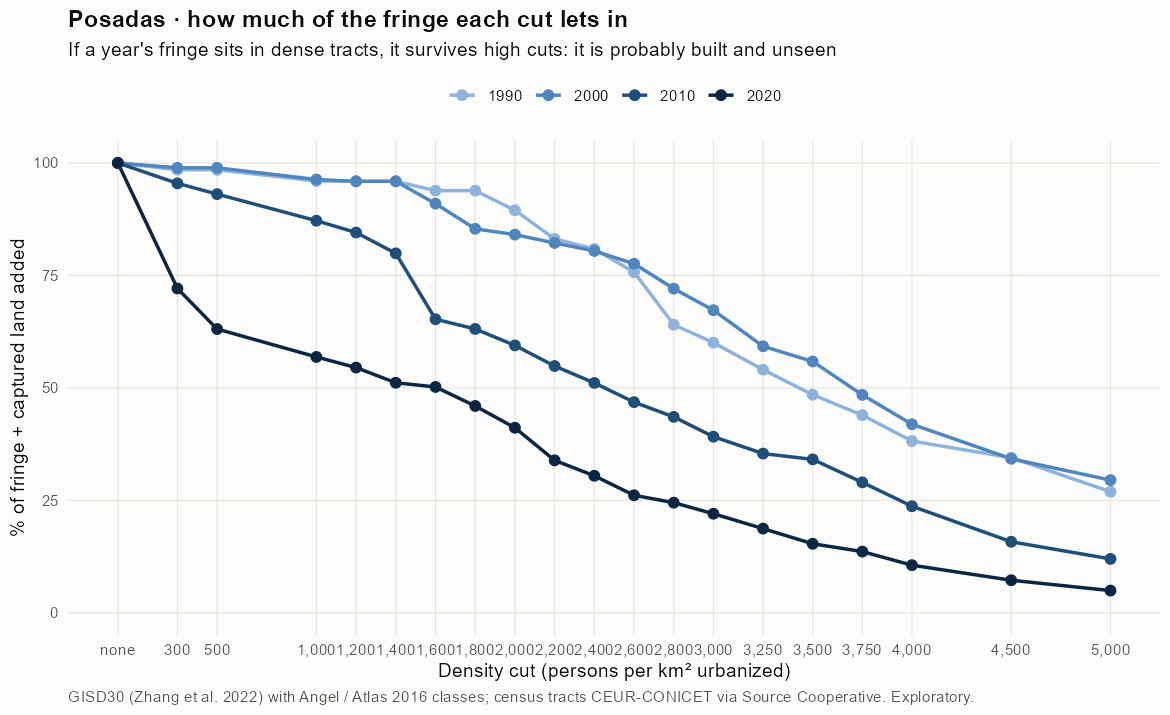 Posadas · how much of the fringe each cut lets in
If a year's fringe sits in dense tracts, it survives high cuts: it is probably built and unseen
1990 2000 2010 2020
% of fringe + captured land added
100
75
50
25
0
none 300 500 1,000 1,200 1,400 1,600 1,800 2,000 2,200 2,400 2,600 2,800 3,000 3,250 3,500 3,750 4,000 4,500 5,000
Density cut (persons per km² urbanized)
GISD30 (Zhang et al. 2022) with Angel / Atlas 2016 classes; census tracts CEUR-CONICET via Source Cooperative. Exploratory.